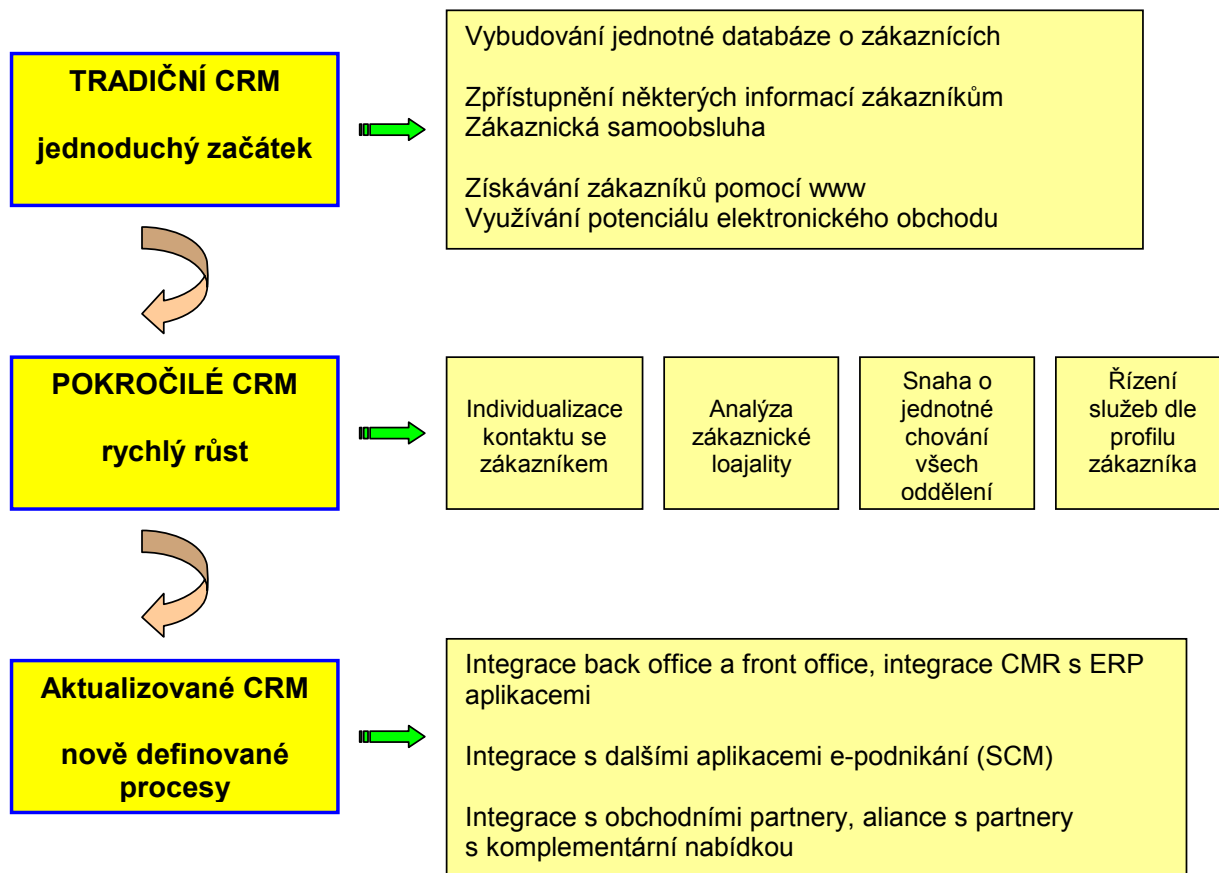 TRADIČNÍ CRM
jednoduchý začátek
Vybudování jednotné databáze o zákaznících
Zpřístupnění některých informací zákazníkům
Zákaznická samoobsluha
Získávání zákazníků pomocí www
Využívání potenciálu elektronického obchodu
POKROČILÉ CRM
rychlý růst
Individualizace
kontaktu se
zákazníkem
Analýza
zákaznické
loajality
Snaha o
jednotné
chování
všech
oddělení
Řízení
služeb dle
profilu
zákazníka
Aktualizované CRM
nově definované
procesy
Integrace back office a front office, integrace CMR s ERP
aplikacemi
Integrace s dalšími aplikacemi e-podnikání (SCM)
Integrace s obchodními partnery, aliance s partnery
s komplementární nabídkou